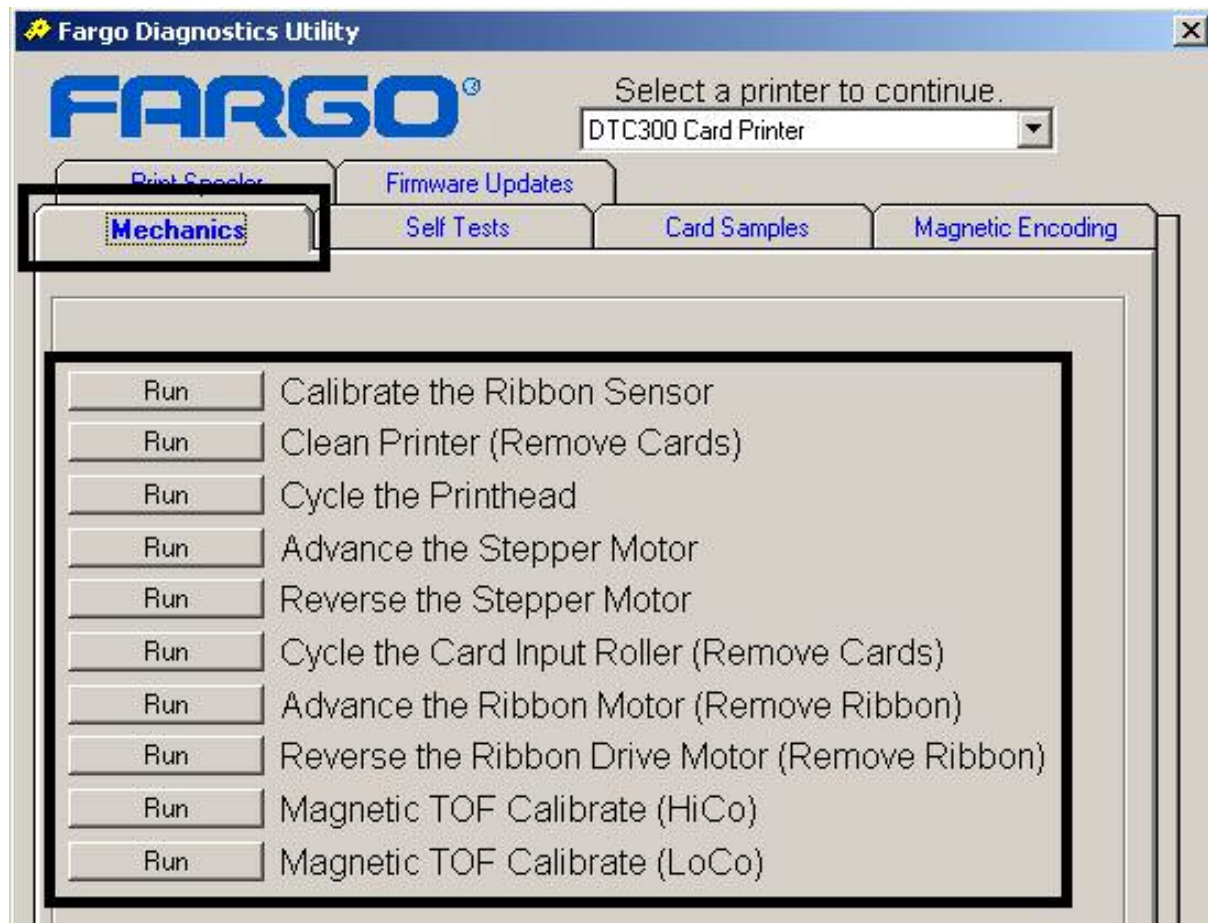 Fargo Diagnostics Utility
FARGO®
Select a printer to continue.
DTC300 Card Printer
Print Spooler
Firmware Updates
Mechanics
Self Tests
Card Samples
Magnetic Encoding
Run Calibrate the Ribbon Sensor
Run Clean Printer (Remove Cards)
Run Cycle the Printhead
Run Advance the Stepper Motor
Run Reverse the Stepper Motor
Run Cycle the Card Input Roller (Remove Cards)
Run Advance the Ribbon Motor (Remove Ribbon)
Run Reverse the Ribbon Drive Motor (Remove Ribbon)
Run Magnetic TOF Calibrate (HiCo)
Run Magnetic TOF Calibrate (LoCo)